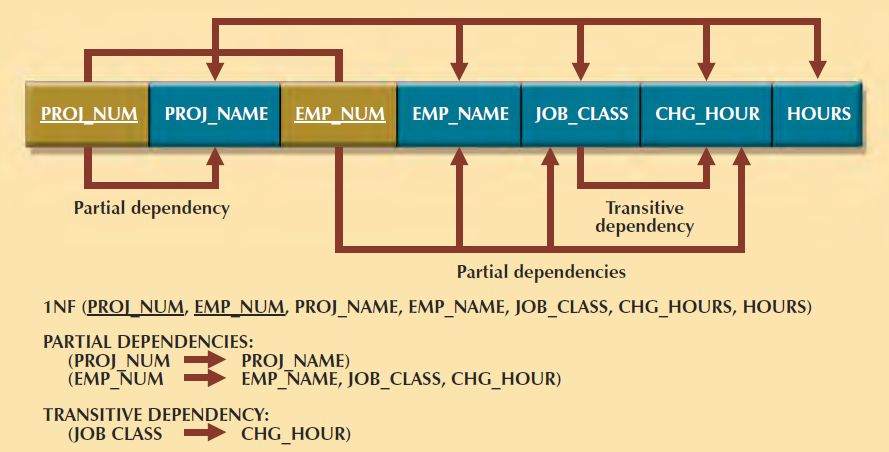 PROJ_NUM PROJ_NAME EMP_NUM EMP_NAME JOB_CLASS CHG_HOUR HOURS
Partial dependency
Transitive
dependency
Partial dependencies
1NF (PROJ_NUM, EMP_NUM, PROJ_NAME, EMP_NAME, JOB_CLASS, CHG_HOURS, HOURS)
PARTIAL DEPENDENCIES:
(PROJ_NUM PROJ_NAME)
(EMP_NUM EMP_NAME, JOB_CLASS, CHG_HOUR)
TRANSITIVE DEPENDENCY:
(JOB CLASS CHG_HOUR)